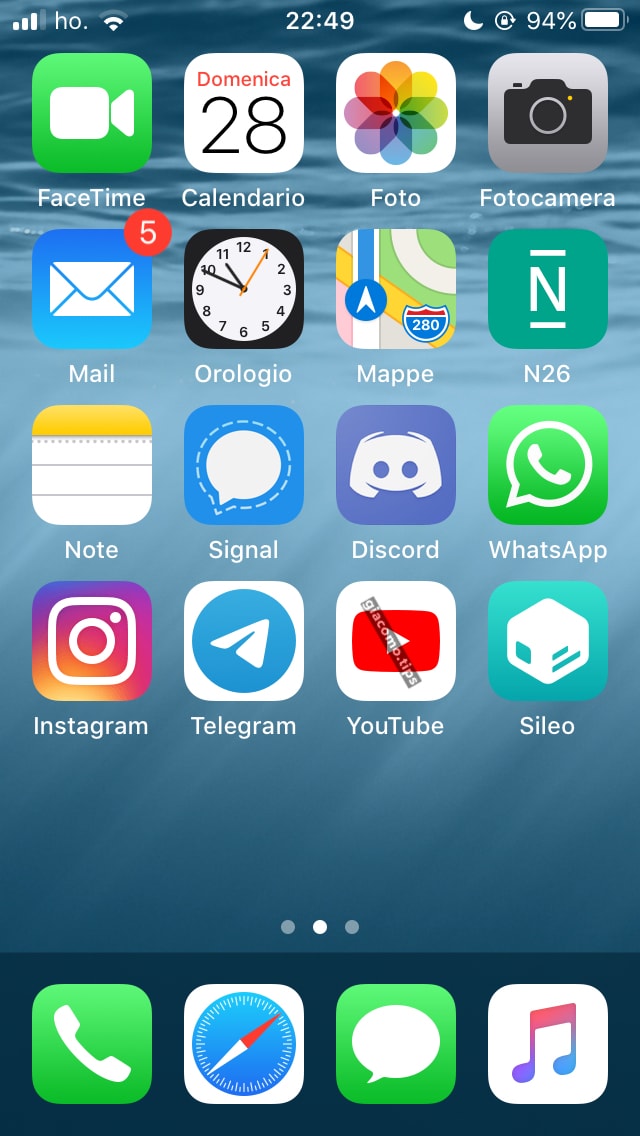 ho. 22:49 94%
Domenica
28
FaceTime Calendario Foto Fotocamera
5
12
11 1
10 2
9 3
8 4
7 6 5
280
N
Mail Orologio Mappe N26
Note Signal Discord WhatsApp
giacomo.tips
Instagram Telegram YouTube Sileo